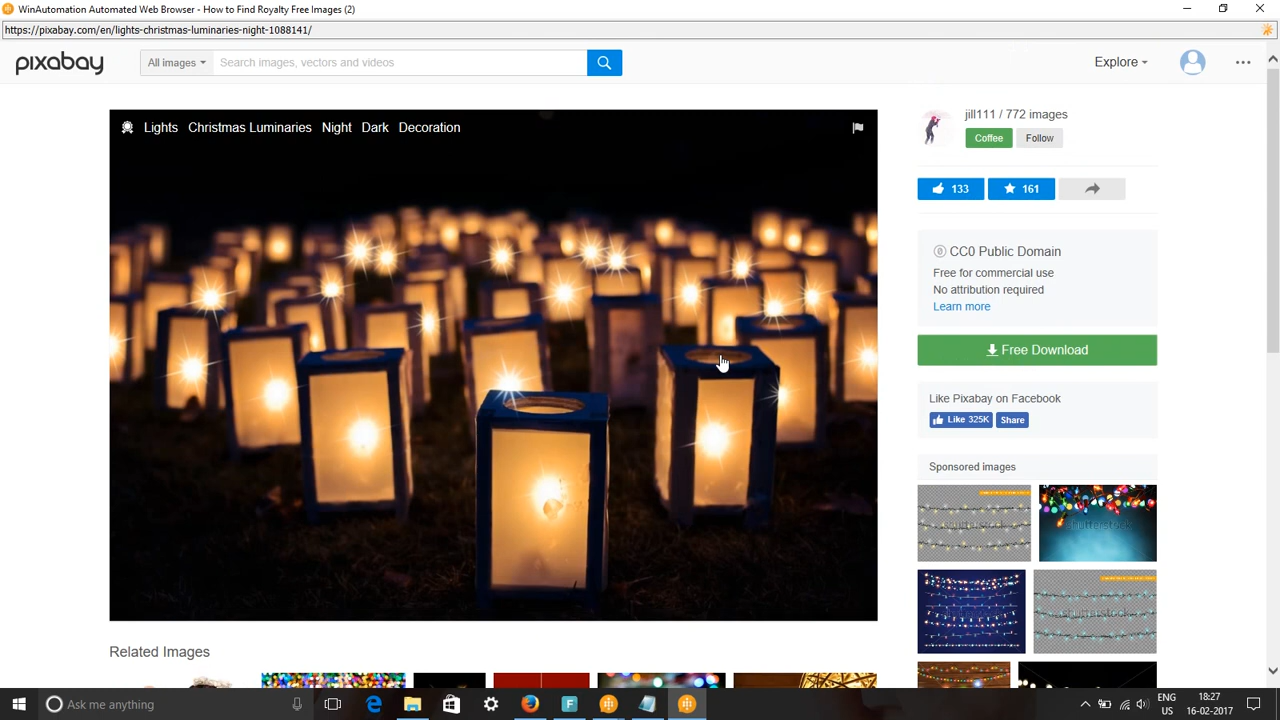 WinAutomation Automated Web Browser - How to Find Royalty Free Images (2)
https://pixabay.com/en/lights-christmas-luminaries-night-1088141/
pixabay
All images
Search images, vectors and videos
Explore
Lights Christmas Luminaries Night Dark Decoration
jill111 / 772 images
Coffee Follow
133 161
CC0 Public Domain
Free for commercial use
No attribution required
Learn more
Free Download
Like Pixabay on Facebook
Like 325K Share
Sponsored images
shutterstock
shutterstock
shutterstock
shutterstock
Related Images
Ask me anything
ENG
US
18:27
16-02-2017